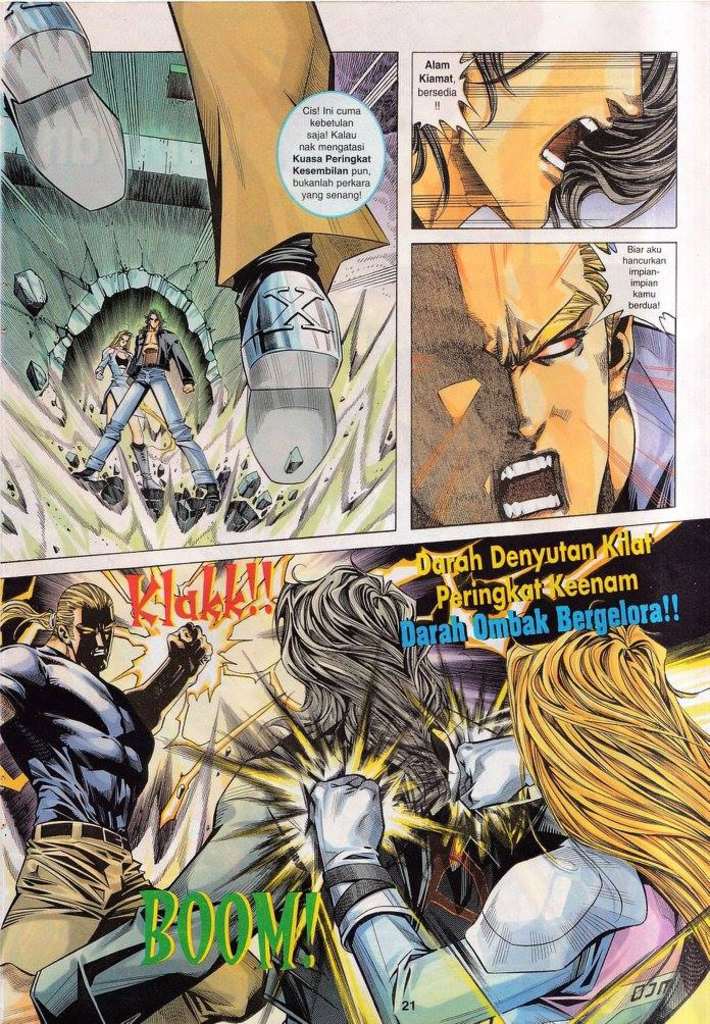 Cis! Ini cuma
kebetulan
saja! Kalau
nak mengatasi
Kuasa Peringkat
Kesembilan pun,
bukanlah perkara
yang senang!
Alam
Kiamat,
bersedia
!!
Biar aku
hancurkan
impian-
impian
kamu
berdua!
X
Klakk!!
Darah Denyutan Kilat
Peringkat Keenam
Darah Ombak Bergelora!!
BOOM!
21